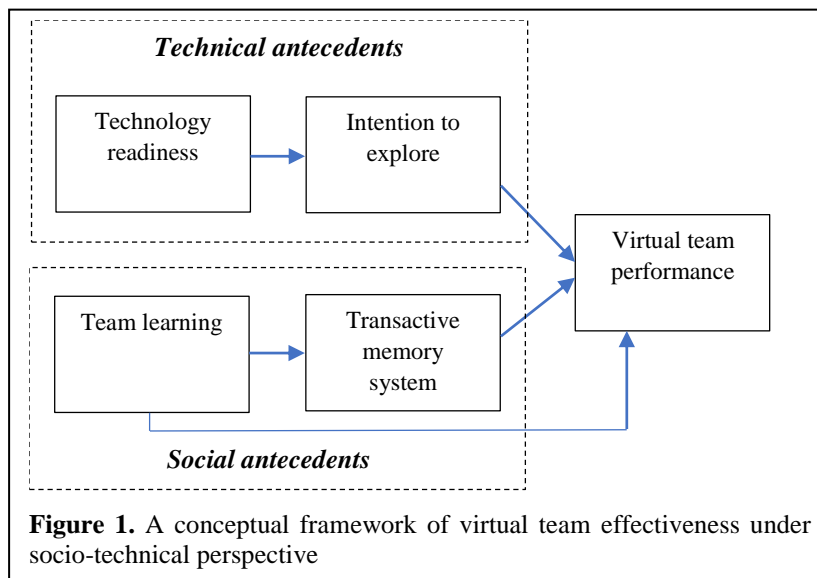 Technical antecedents
Technology
readiness
Intention to
explore
Virtual team
performance
Team learning
Transactive
memory
system
Social antecedents
Figure 1. A conceptual framework of virtual team effectiveness under
socio-technical perspective